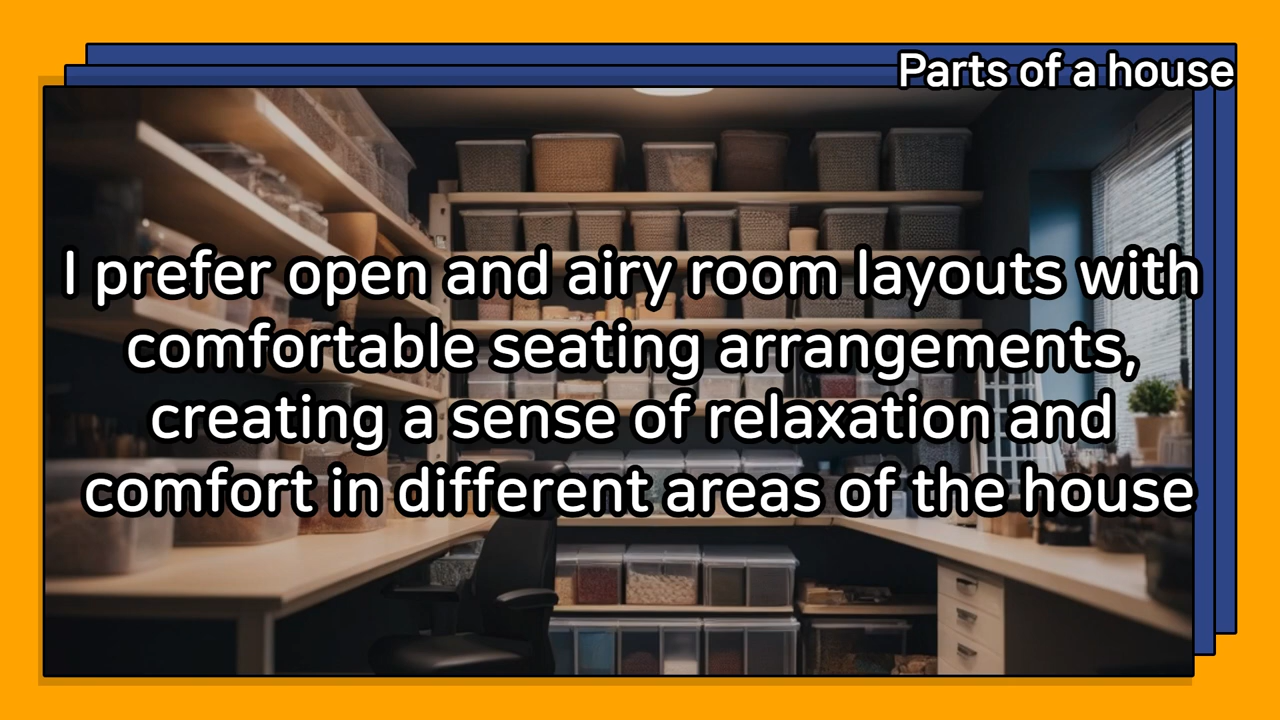 Parts of a house
I prefer open and airy room layouts with
comfortable seating arrangements,
creating a sense of relaxation and
comfort in different areas of the house